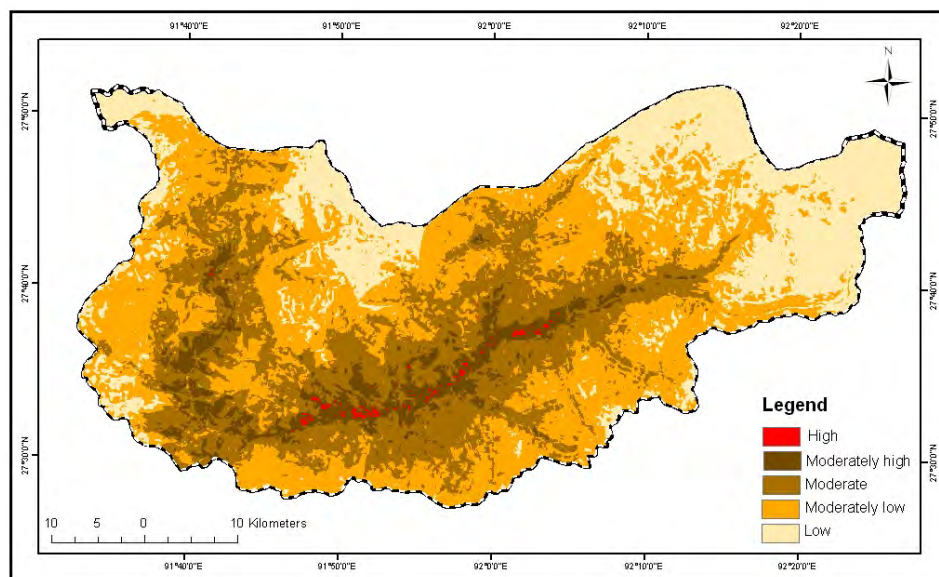 91°40'0"E 91°50'0"E 92°0'0"E 92°10'0"E 92°20'0"E
N
27°50'0"N 27°50'0"N
27°40'0"N 27°40'0"N
27°30'0"N 27°30'0"N
Legend
High
Moderately high
Moderate
Moderately low
Low
10 5 0 10 Kilometers
91°40'0"E 91°50'0"E 92°0'0"E 92°10'0"E 92°20'0"E